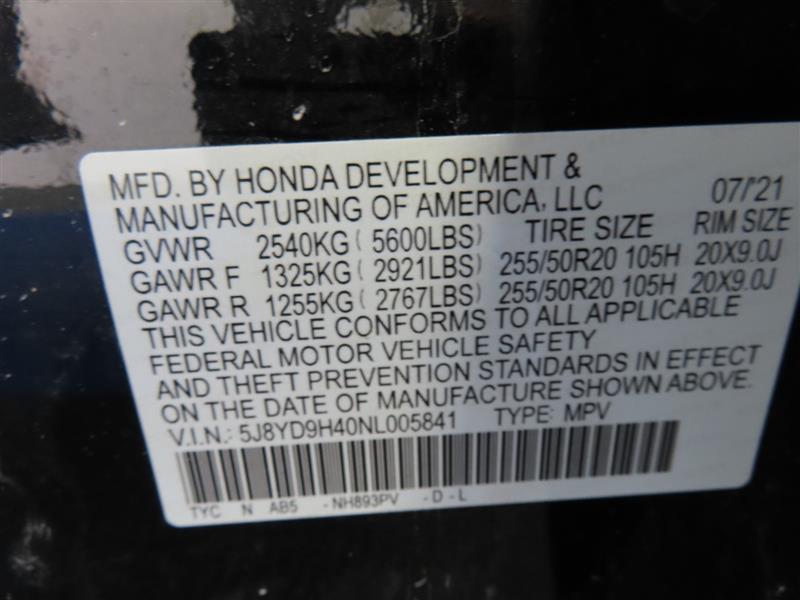 MFD. BY HONDA DEVELOPMENT &
MANUFACTURING OF AMERICA, LLC 07/'21
GVWR 2540KG ( 5600LBS) TIRE SIZE RIM SIZE
GAWR F 1325KG ( 2921LBS) 255/50R20 105H 20X9.0J
GAWR R 1255KG ( 2767LBS) 255/50R20 105H 20X9.0J
THIS VEHICLE CONFORMS TO ALL APPLICABLE
FEDERAL MOTOR VEHICLE SAFETY
AND THEFT PREVENTION STANDARDS IN EFFECT
ON THE DATE OF MANUFACTURE SHOWN ABOVE.
V.I.N.: 5J8YD9H40NL005841 TYPE: MPV
TYC N AB5 - NH893PV - D - L